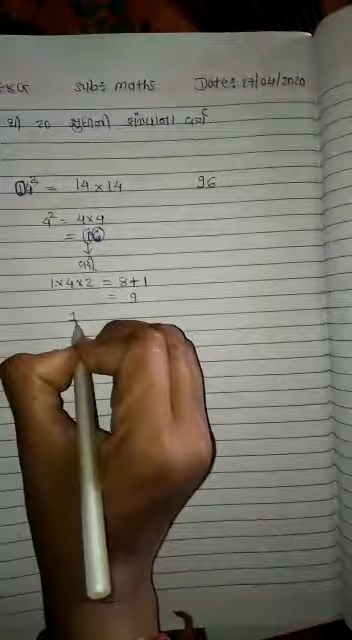 Sub: maths Date: 27/04/2020
થી 20 સુધીની સંખ્યાના વર્ગ
14² = 14 × 14 96
4² = 4 × 4
= 16
વદી
1 × 4 × 2 = 8 + 1
= 9
1